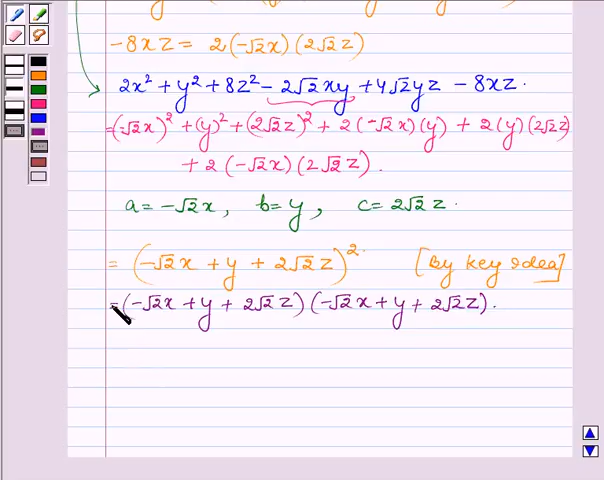 -8xz = 2(-√2x)(2√2z)
2x² + y² + 8z² - 2√2xy + 4√2yz - 8xz.
=(-√2x)² + (y)² + (2√2z)² + 2(-√2x)(y) + 2(y)(2√2z)
+ 2(-√2x)(2√2z).
a = -√2x, b = y, c = 2√2z.
= (-√2x + y + 2√2z)². [By key idea]
= (-√2x + y + 2√2z)(-√2x + y + 2√2z).